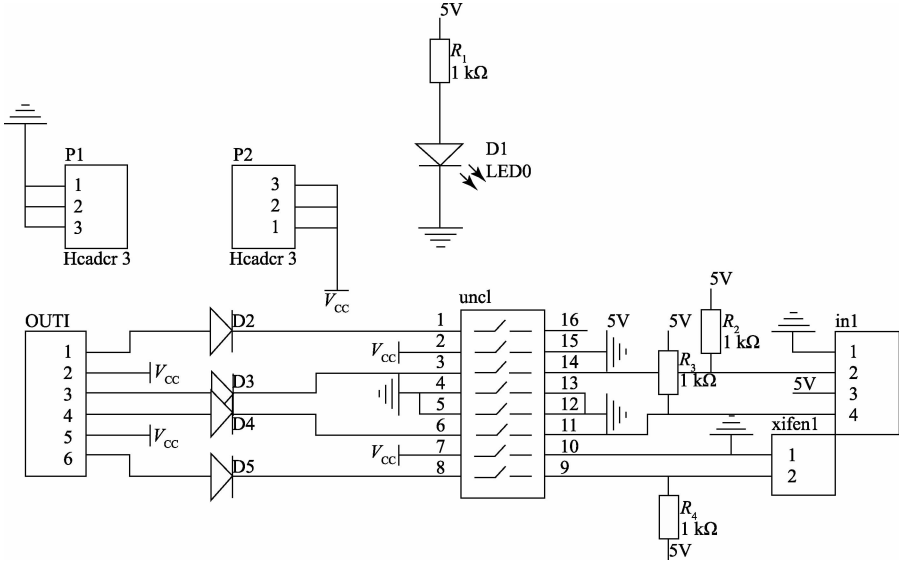 5V
R1
1 kΩ
D1
LED0
P1
1
2
3
Hcadcr 3
P2
3
2
1
Hcadcr 3
VCC
OUTI
1
2
3
4
5
6
VCC
VCC
D2
D3
D4
D5
uncl
1
2
3
4
5
6
7
8
VCC
VCC
16
15
14
13
12
11
10
9
5V
5V
R3
1 kΩ
5V
R2
1 kΩ
in1
1
2
3
4
5V
xifen1
1
2
R4
1 kΩ
5V